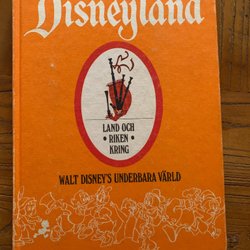 Disneyland
LAND OCH
• RIKEN •
KRING
WALT DISNEY'S UNDERBARA VÄRLD